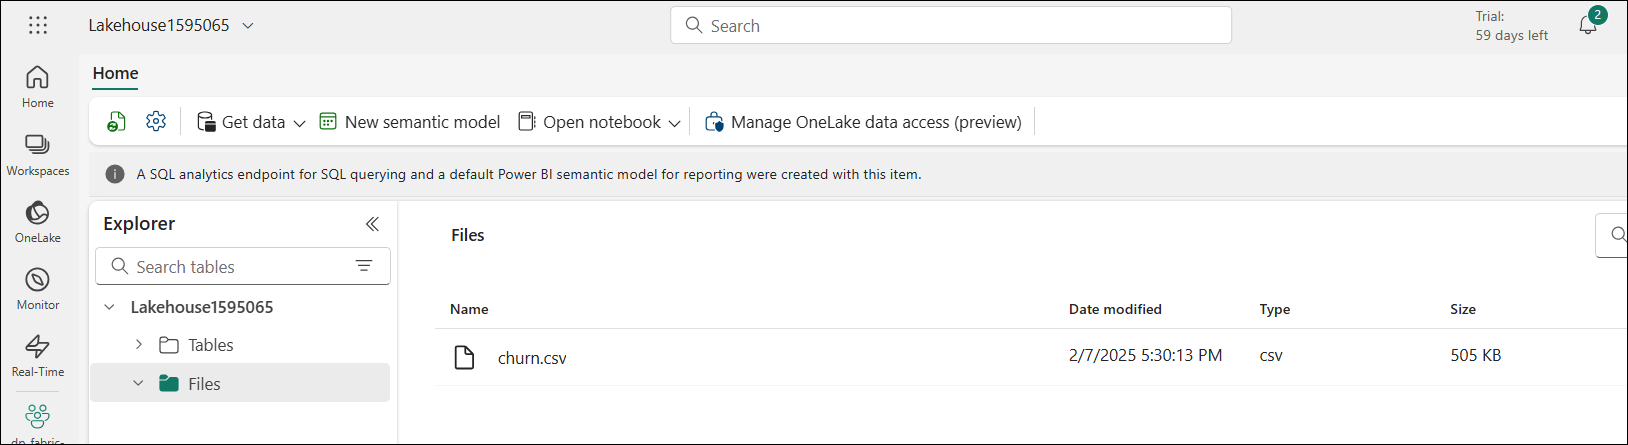 Lakehouse1595065
Search
Trial:
59 days left
2
Home
Workspaces
OneLake
Monitor
Real-Time
Home
Get data
New semantic model
Open notebook
Manage OneLake data access (preview)
A SQL analytics endpoint for SQL querying and a default Power BI semantic model for reporting were created with this item.
Explorer
Search tables
Lakehouse1595065
Tables
Files
Files
Name Date modified Type Size
churn.csv 2/7/2025 5:30:13 PM csv 505 KB